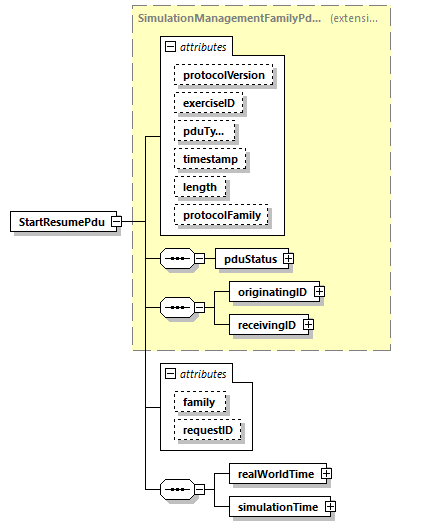 SimulationManagementFamilyPd... (extensi...
attributes
protocolVersion
exerciseID
pduTy...
timestamp
length
protocolFamily
StartResumePdu
pduStatus
originatingID
receivingID
attributes
family
requestID
realWorldTime
simulationTime